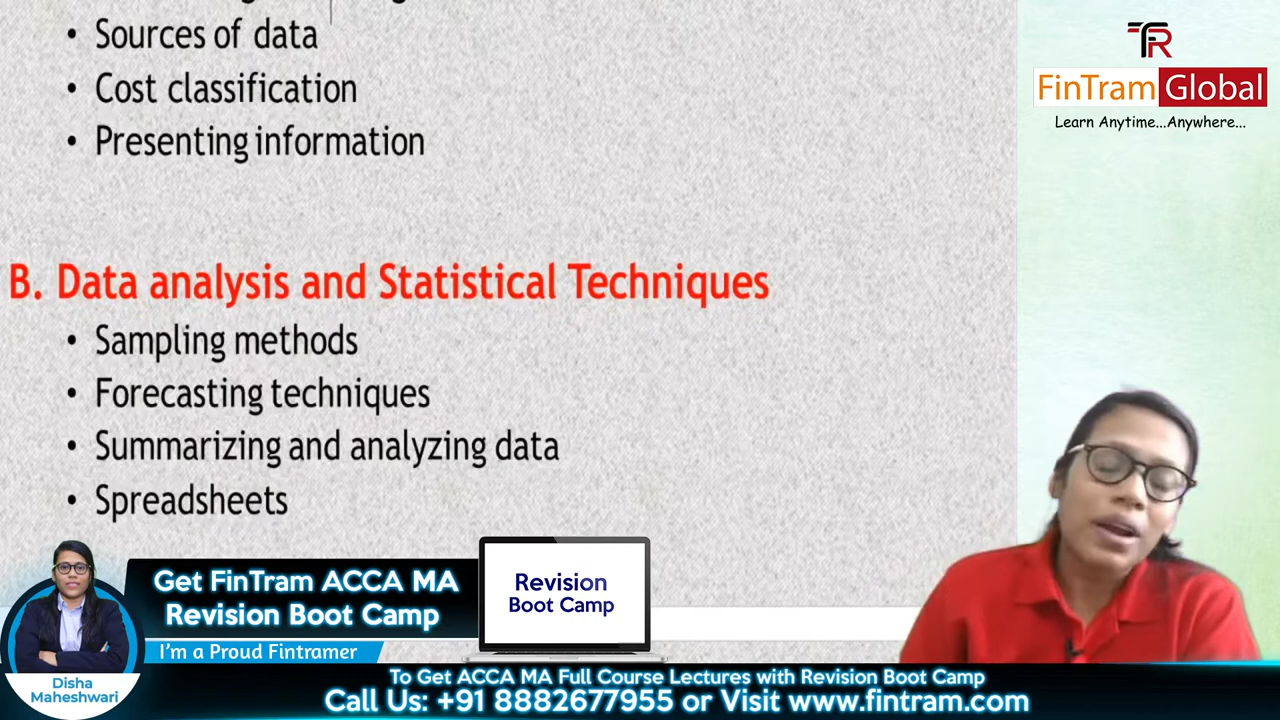 • Sources of data
• Cost classification
• Presenting information
B. Data analysis and Statistical Techniques
• Sampling methods
• Forecasting techniques
• Summarizing and analyzing data
• Spreadsheets
FR
FinTram Global
Learn Anytime...Anywhere...
Get FinTram ACCA MA
Revision Boot Camp
I'm a Proud Fintramer
Disha
Maheshwari
Revision
Boot Camp
To Get ACCA MA Full Course Lectures with Revision Boot Camp
Call Us: +91 8882677955 or Visit www.fintram.com